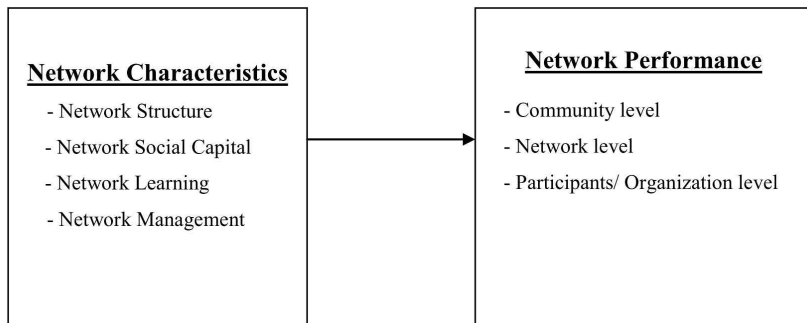 Network Characteristics
- Network Structure
- Network Social Capital
- Network Learning
- Network Management
Network Performance
- Community level
- Network level
- Participants/ Organization level